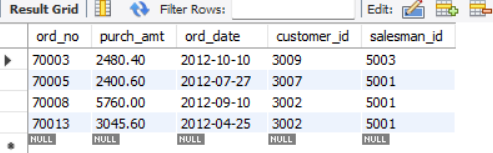 Result Grid Filter Rows: Edit:
ord_no purch_amt ord_date customer_id salesman_id
70003 2480.40 2012-10-10 3009 5003
70005 2400.60 2012-07-27 3007 5001
70008 5760.00 2012-09-10 3002 5001
70013 3045.60 2012-04-25 3002 5001
NULL NULL NULL NULL NULL